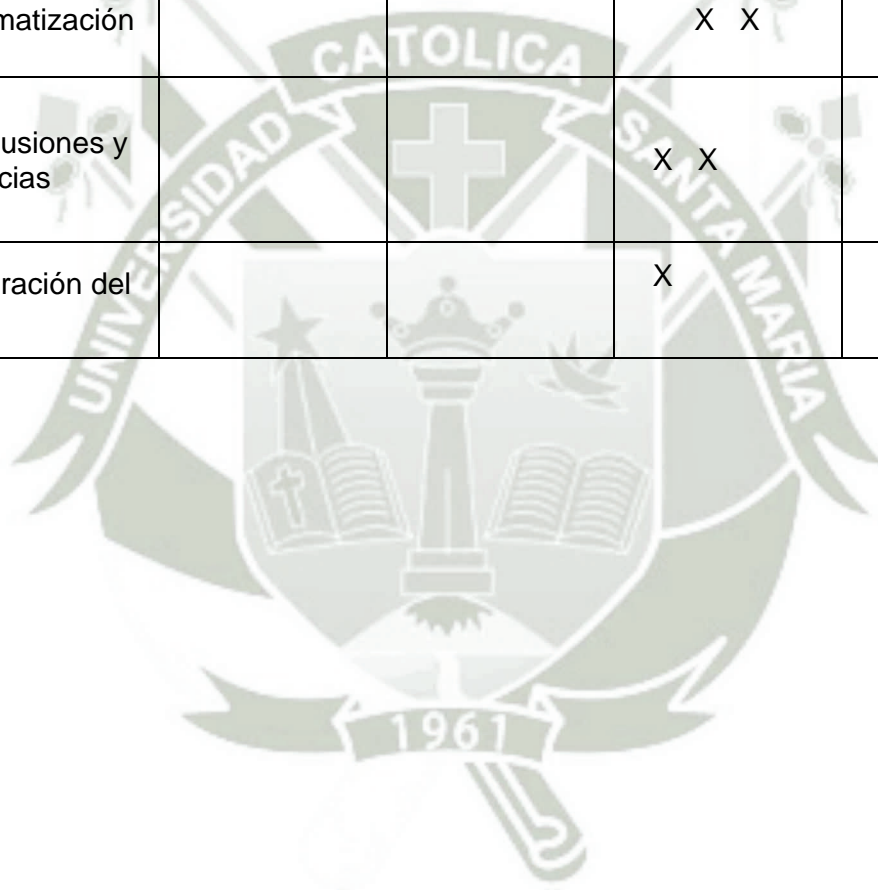 matización X X
CATOLICA
UNIVERSIDAD
SANTA MARIA
usiones y X X
cias
ración del X
1961